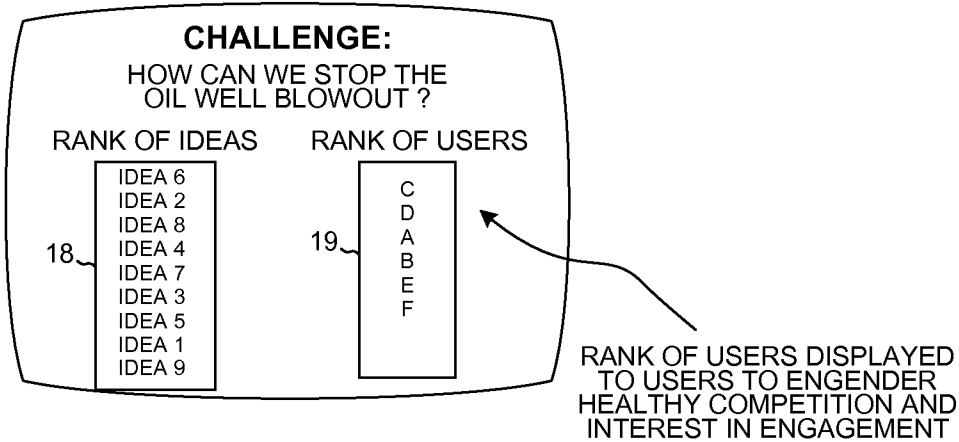 CHALLENGE:
HOW CAN WE STOP THE
OIL WELL BLOWOUT ?
RANK OF IDEAS
IDEA 6
IDEA 2
IDEA 8
IDEA 4
IDEA 7
IDEA 3
IDEA 5
IDEA 1
IDEA 9
18
RANK OF USERS
C
D
A
B
E
F
19
RANK OF USERS DISPLAYED
TO USERS TO ENGENDER
HEALTHY COMPETITION AND
INTEREST IN ENGAGEMENT